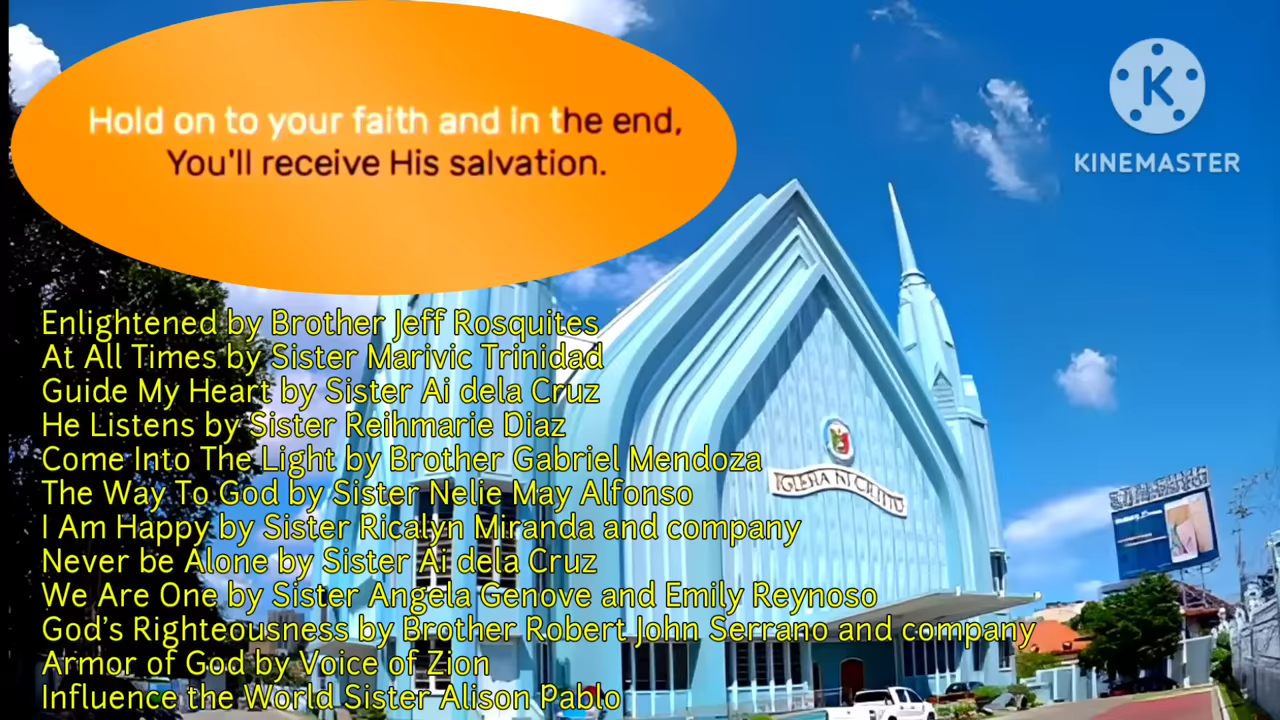 Hold on to your faith and in the end,
You'll receive His salvation.
KINEMASTER
Enlightened by Brother Jeff Rosquites
At All Times by Sister Marivic Trinidad
Guide My Heart by Sister Ai dela Cruz
He Listens by Sister Reihmarie Diaz
Come Into The Light by Brother Gabriel Mendoza
The Way To God by Sister Nelie May Alfonso
I Am Happy by Sister Ricalyn Miranda and company
Never be Alone by Sister Ai dela Cruz
We Are One by Sister Angela Genove and Emily Reynoso
God's Righteousness by Brother Robert John Serrano and company
Armor of God by Voice of Zion
Influence the World Sister Alison Pablo
IGLESIA NI CRISTO